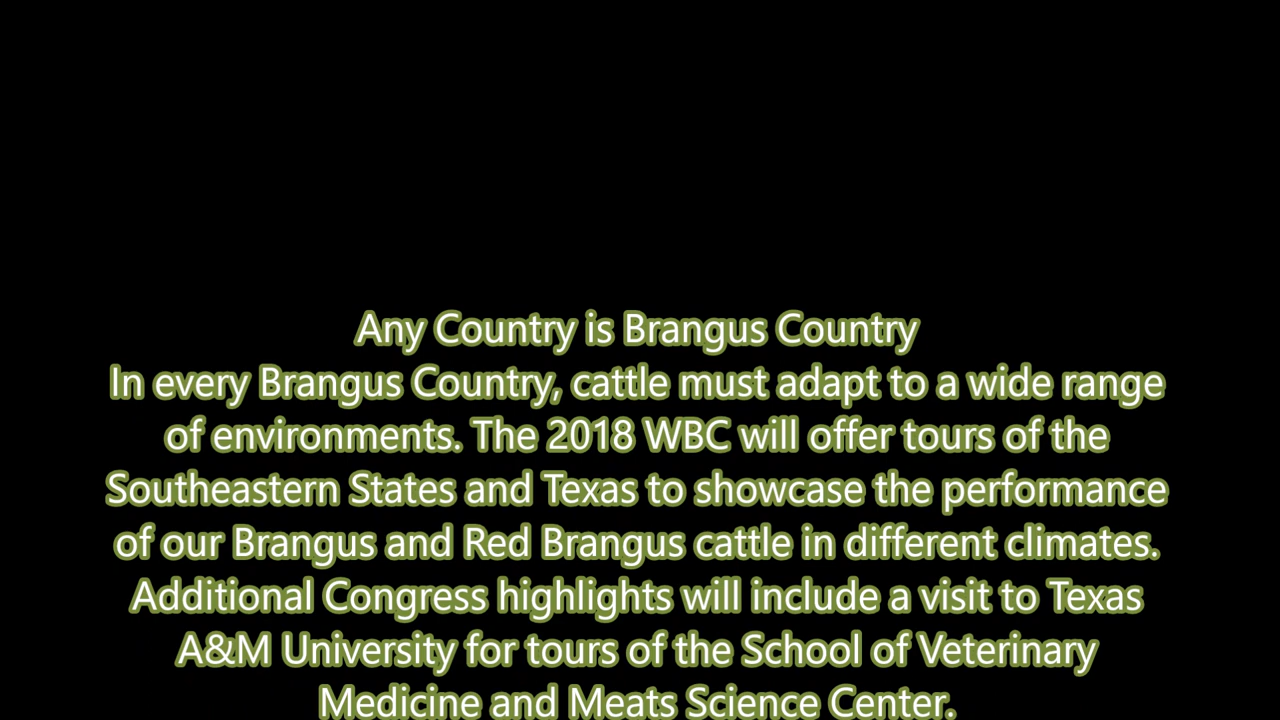 Any Country is Brangus Country
In every Brangus Country, cattle must adapt to a wide range
of environments. The 2018 WBC will offer tours of the
Southeastern States and Texas to showcase the performance
of our Brangus and Red Brangus cattle in different climates.
Additional Congress highlights will include a visit to Texas
A&M University for tours of the School of Veterinary
Medicine and Meats Science Center.